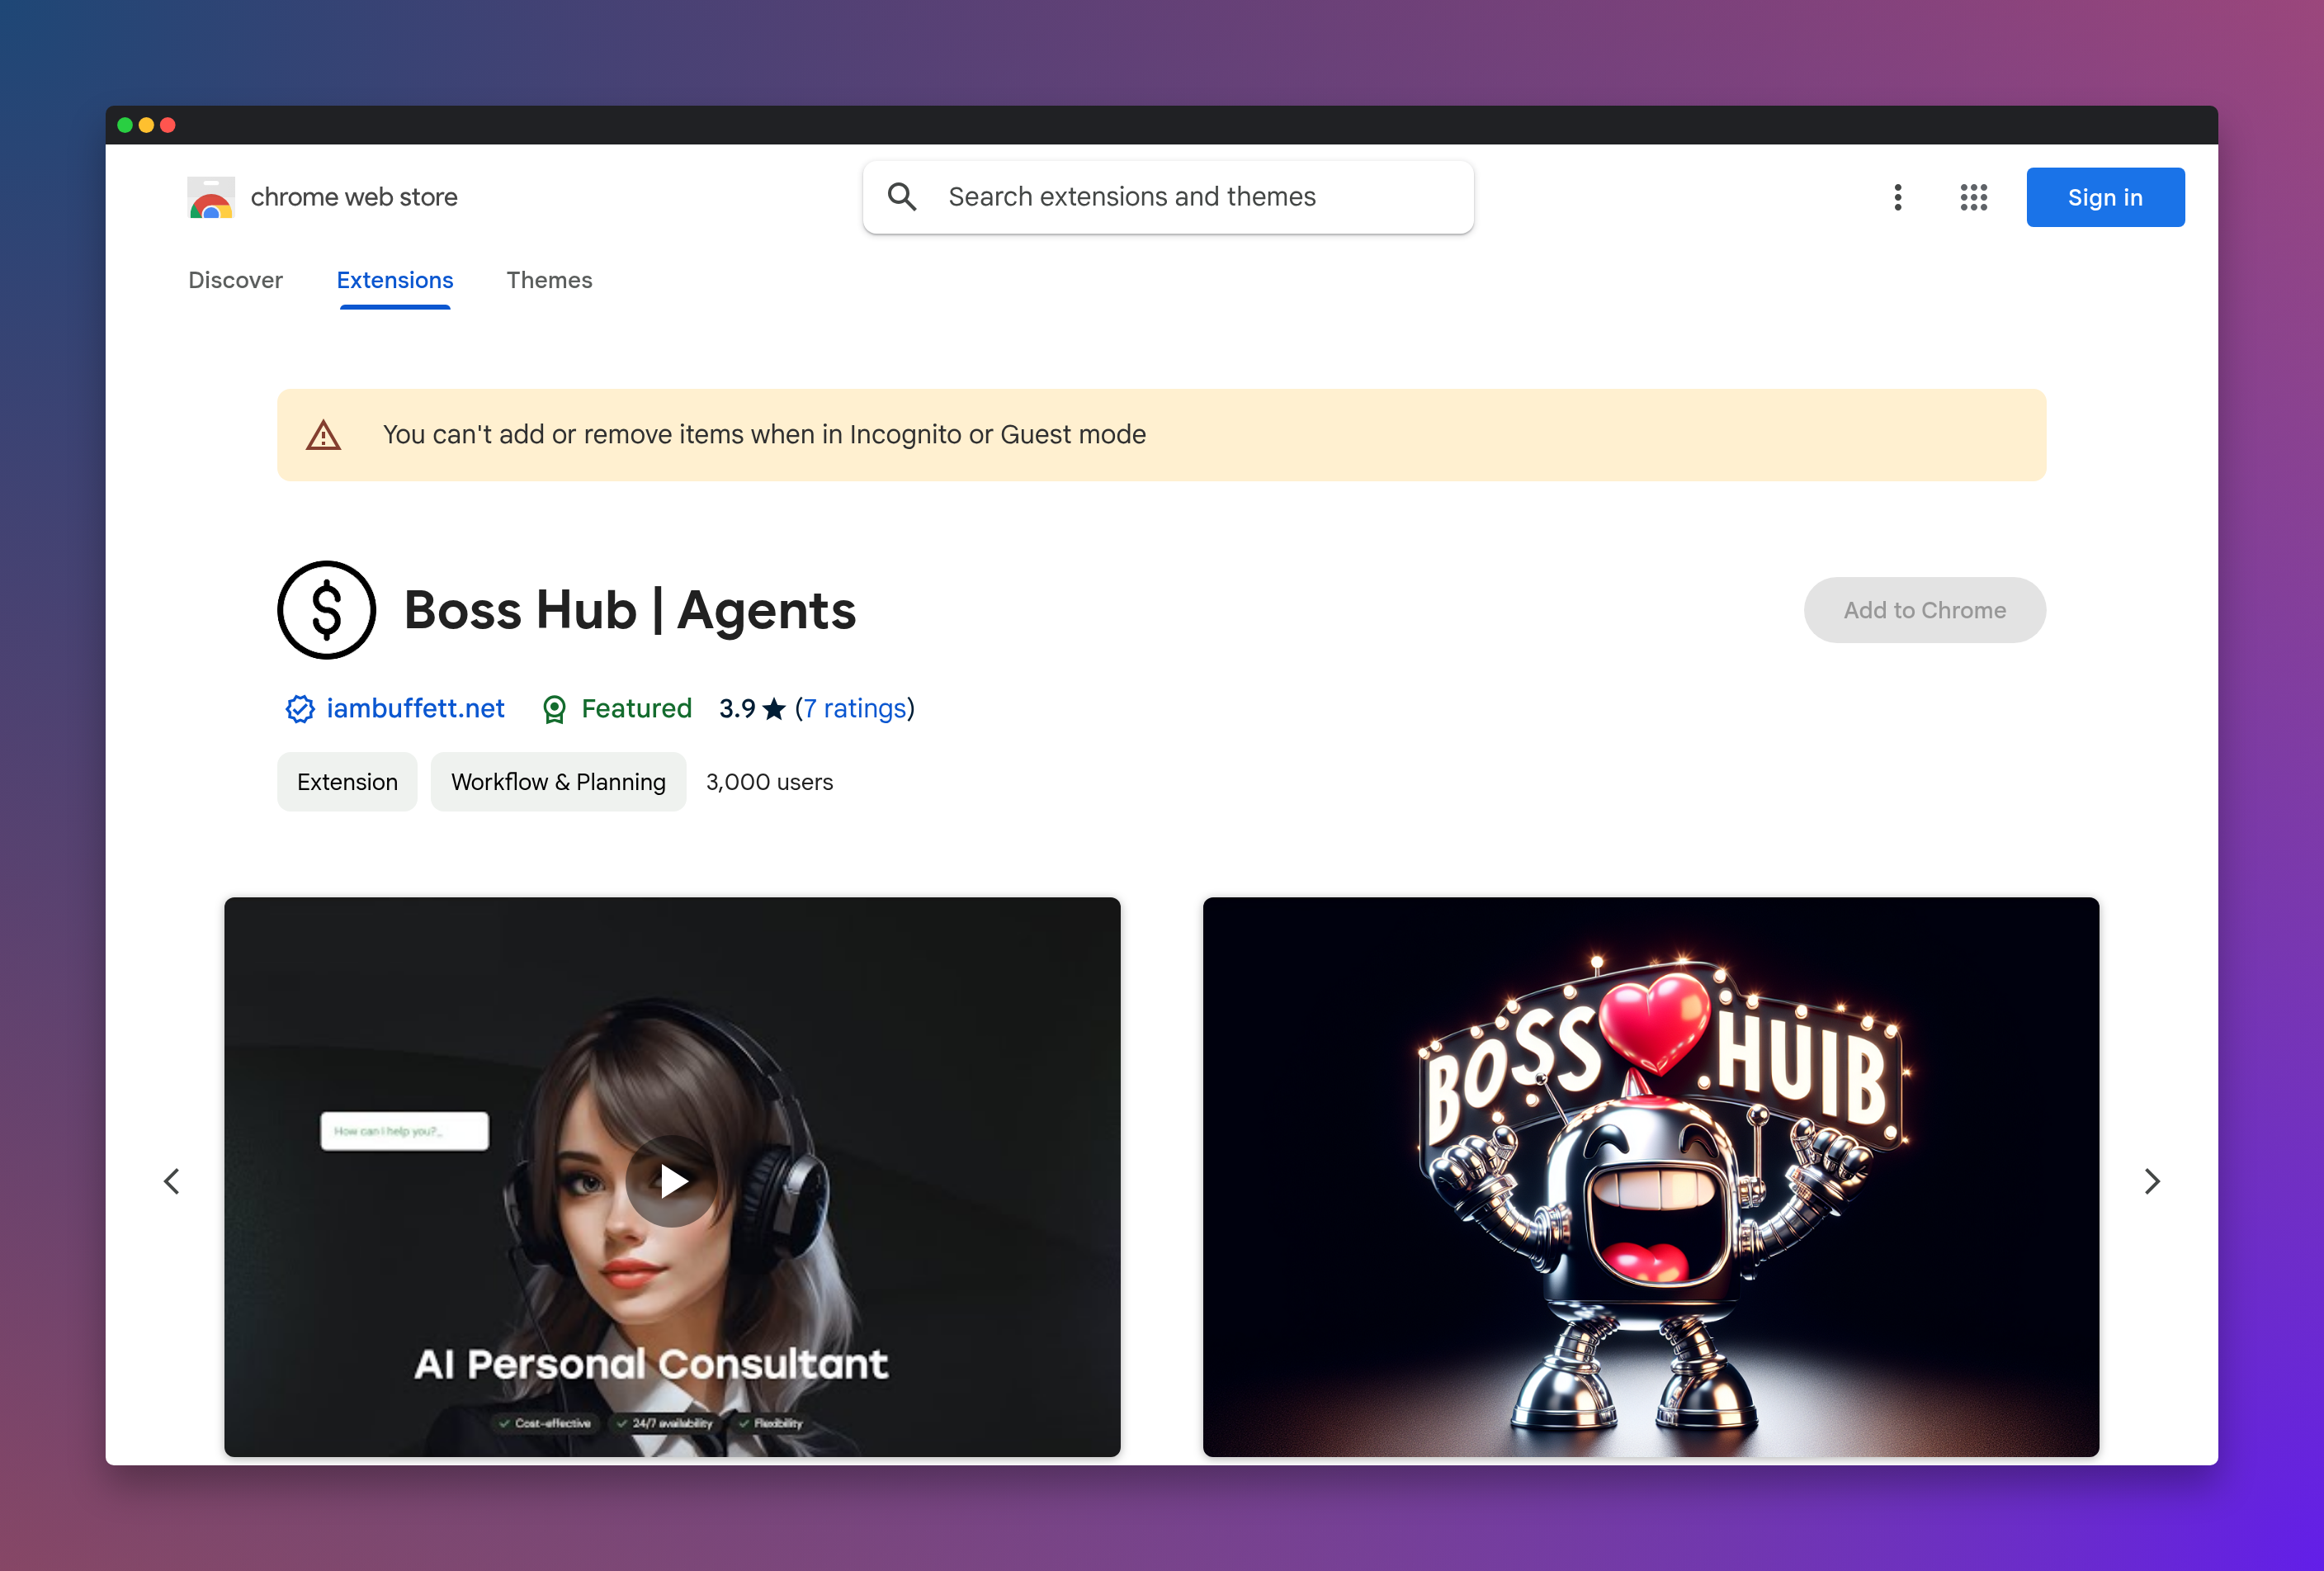 chrome web store
Search extensions and themes
Sign in
Discover
Extensions
Themes
You can't add or remove items when in Incognito or Guest mode
$
Boss Hub | Agents
Add to Chrome
iambuffett.net
Featured
3.9 ★ (7 ratings)
Extension
Workflow & Planning
3,000 users
How can I help you?_
AI Personal Consultant
✓ Cost-effective
✓ 24/7 availability
✓ Flexibility
BOSS HUIB